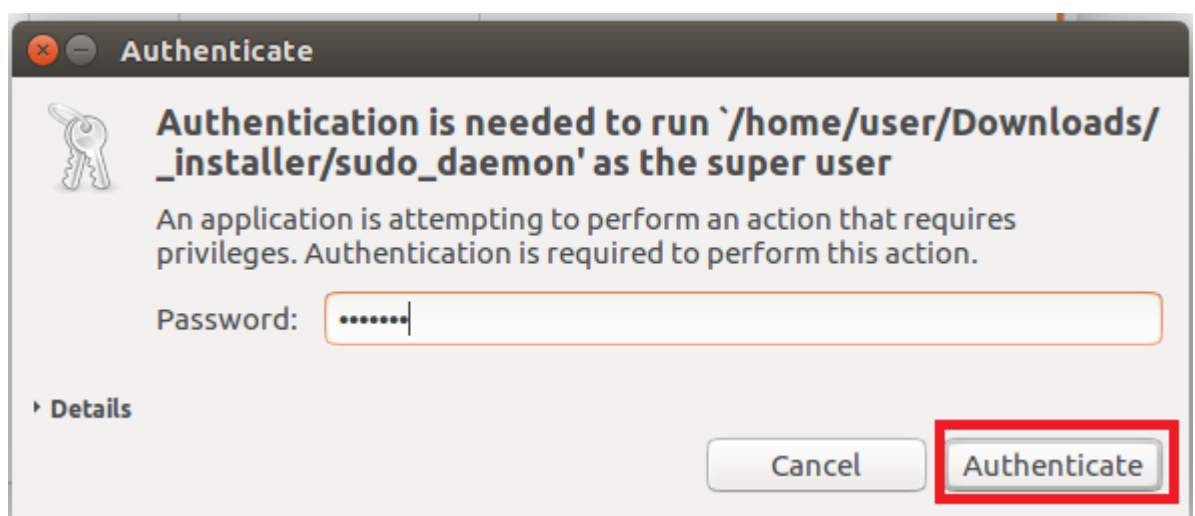 Authenticate
Authentication is needed to run `/home/user/Downloads/
_installer/sudo_daemon' as the super user
An application is attempting to perform an action that requires
privileges. Authentication is required to perform this action.
Password: •••••••
Details
Cancel Authenticate